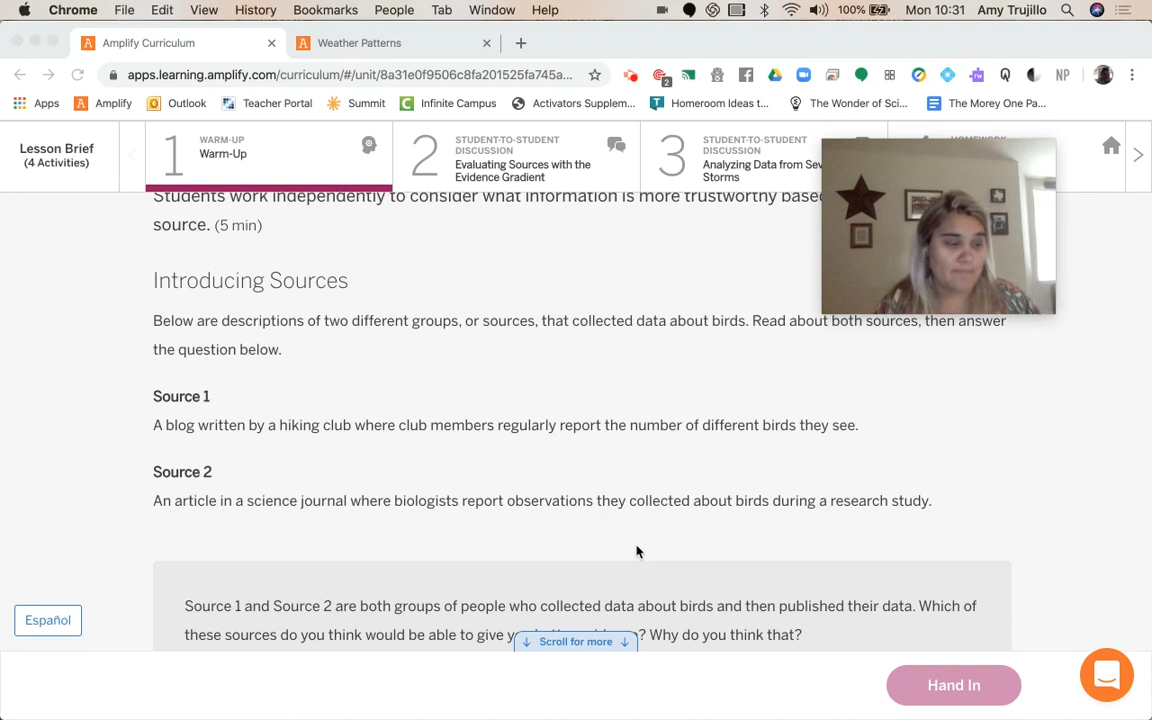 Chrome File Edit View History Bookmarks People Tab Window Help 100% Mon 10:31 Amy Trujillo
Amplify Curriculum Weather Patterns
apps.learning.amplify.com/curriculum/#/unit/8a31e0f9506c8fa201525fa745a... 2 NP
Apps Amplify Outlook Teacher Portal Summit Infinite Campus Activators Supplem... Homeroom Ideas t... The Wonder of Sci... The Morey One Pa...
Lesson Brief
(4 Activities)
1 WARM-UP
Warm-Up
2 STUDENT-TO-STUDENT
DISCUSSION
Evaluating Sources with the
Evidence Gradient
3 STUDENT-TO-STUDENT
DISCUSSION
Analyzing Data from Sev
Storms
Students work independently to consider what information is more trustworthy base
source. (5 min)
Introducing Sources
Below are descriptions of two different groups, or sources, that collected data about birds. Read about both sources, then answer
the question below.
Source 1
A blog written by a hiking club where club members regularly report the number of different birds they see.
Source 2
An article in a science journal where biologists report observations they collected about birds during a research study.
Source 1 and Source 2 are both groups of people who collected data about birds and then published their data. Which of
these sources do you think would be able to give ? Why do you think that?
Scroll for more
Español
Hand In